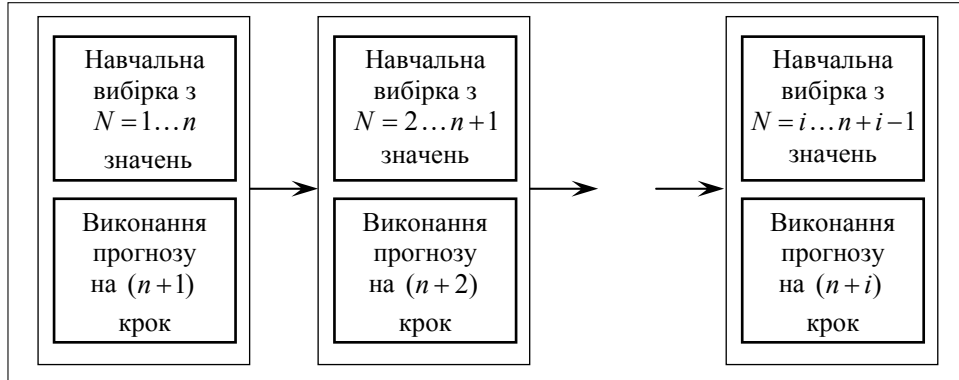 Навчальна
вибірка з
N = 1…n
значень
Виконання
прогнозу
на (n+1)
крок
Навчальна
вибірка з
N = 2…n+1
значень
Виконання
прогнозу
на (n+2)
крок
Навчальна
вибірка з
N = i…n+i−1
значень
Виконання
прогнозу
на (n+i)
крок